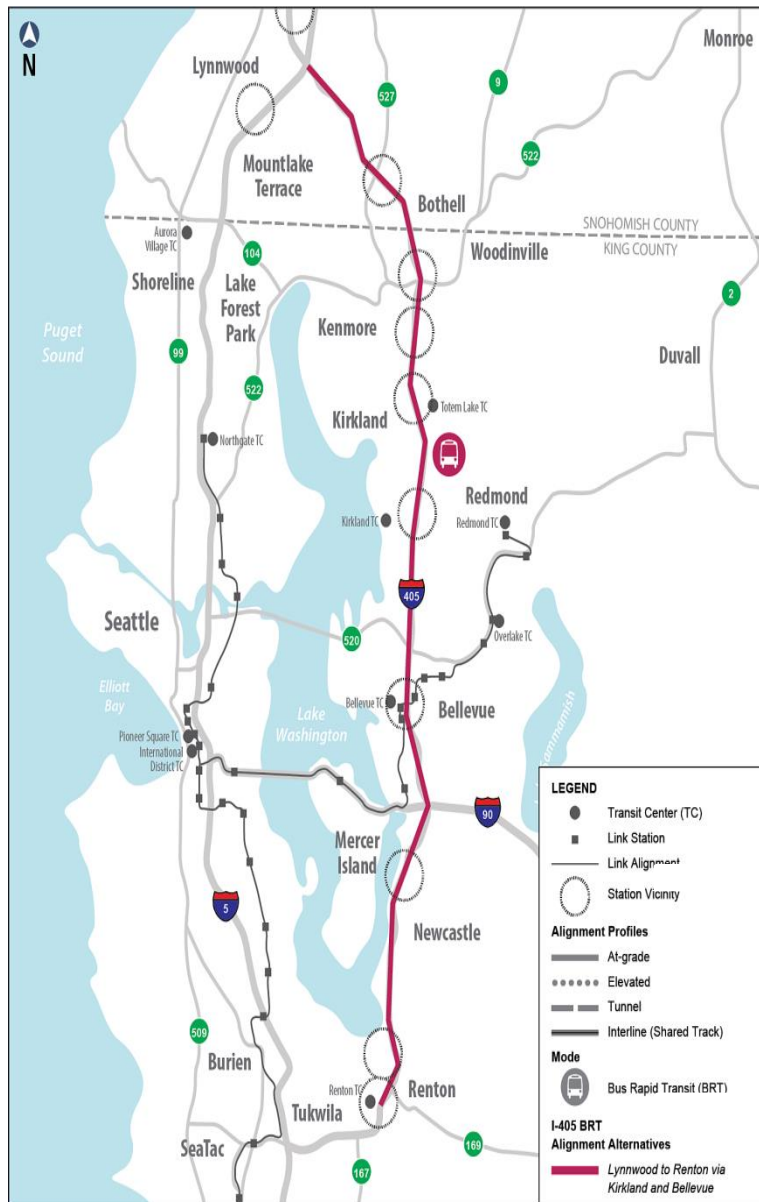 N
Monroe
Lynnwood
527
9
522
Mountlake
Terrace
Bothell
SNOHOMISH COUNTY
KING COUNTY
Aurora
Village TC
Woodinville
104
Shoreline
Lake
Forest
Park
2
Kenmore
Puget
Sound
99
Duvall
522
Totem Lake TC
Kirkland
Northgate TC
Redmond
Kirkland TC
Redmond TC
405
Seattle
520
Overlake TC
Elliott
Bay
Bellevue TC
Bellevue
Lake
Washington
Pioneer Square TC
International
District TC
90
Mercer
Island
5
Newcastle
509
Burien
Renton TC
Renton
Tukwila
SeaTac
167
169
LEGEND
Transit Center (TC)
Link Station
Link Alignment
Station Vicinity
Alignment Profiles
At-grade
Elevated
Tunnel
Interline (Shared Track)
Mode
Bus Rapid Transit (BRT)
I-405 BRT
Alignment Alternatives
Lynnwood to Renton via
Kirkland and Bellevue